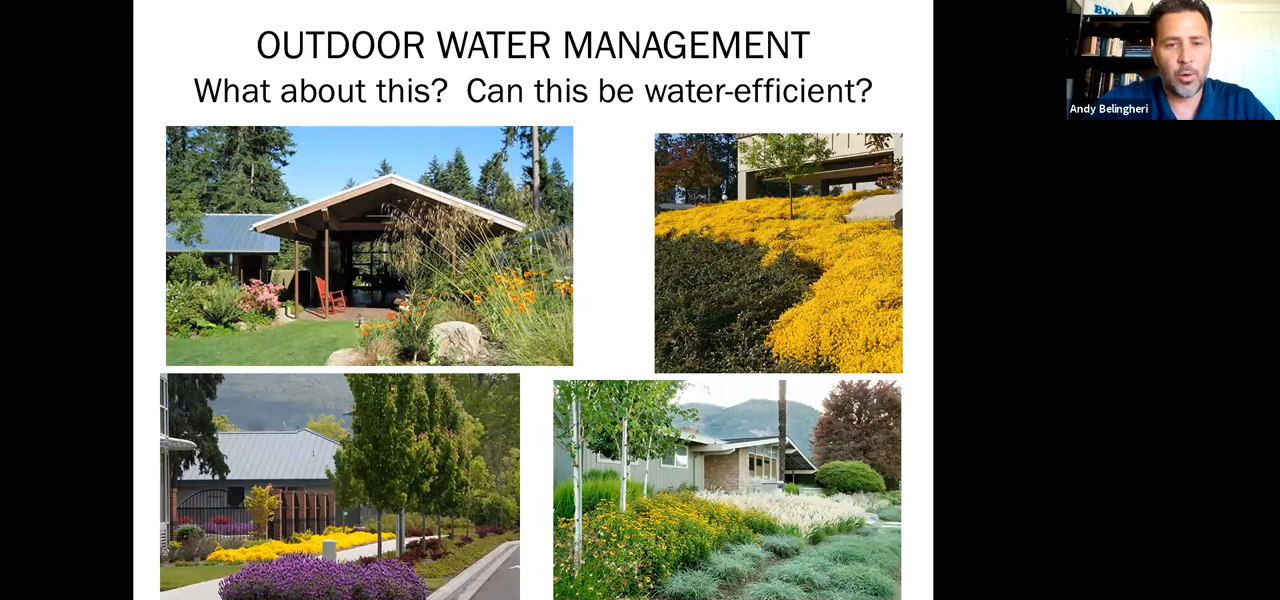 OUTDOOR WATER MANAGEMENT
What about this? Can this be water-efficient?
Andy Belingheri